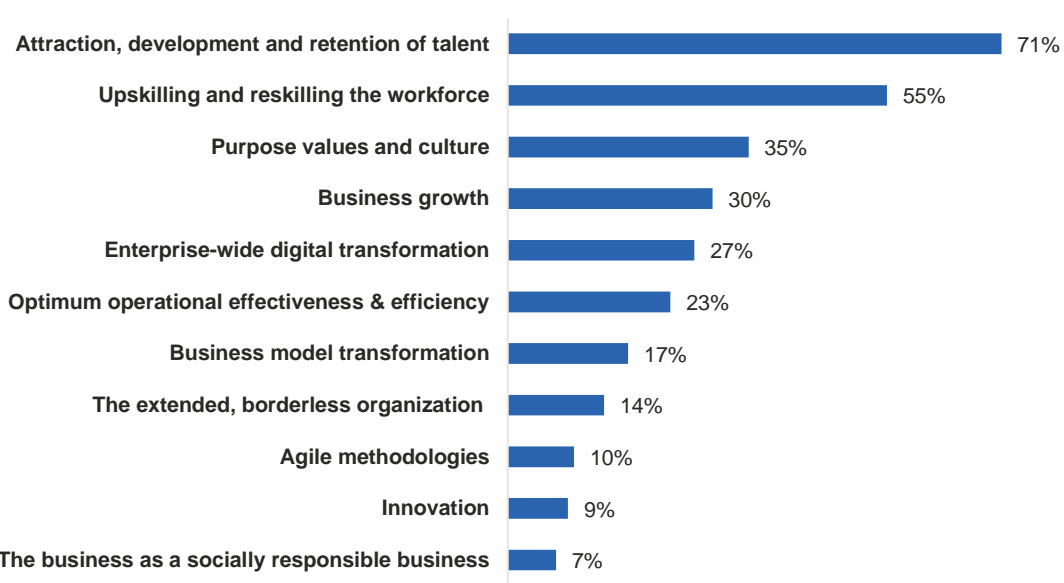 Attraction, development and retention of talent 71%
Upskilling and reskilling the workforce 55%
Purpose values and culture 35%
Business growth 30%
Enterprise-wide digital transformation 27%
Optimum operational effectiveness & efficiency 23%
Business model transformation 17%
The extended, borderless organization 14%
Agile methodologies 10%
Innovation 9%
The business as a socially responsible business 7%